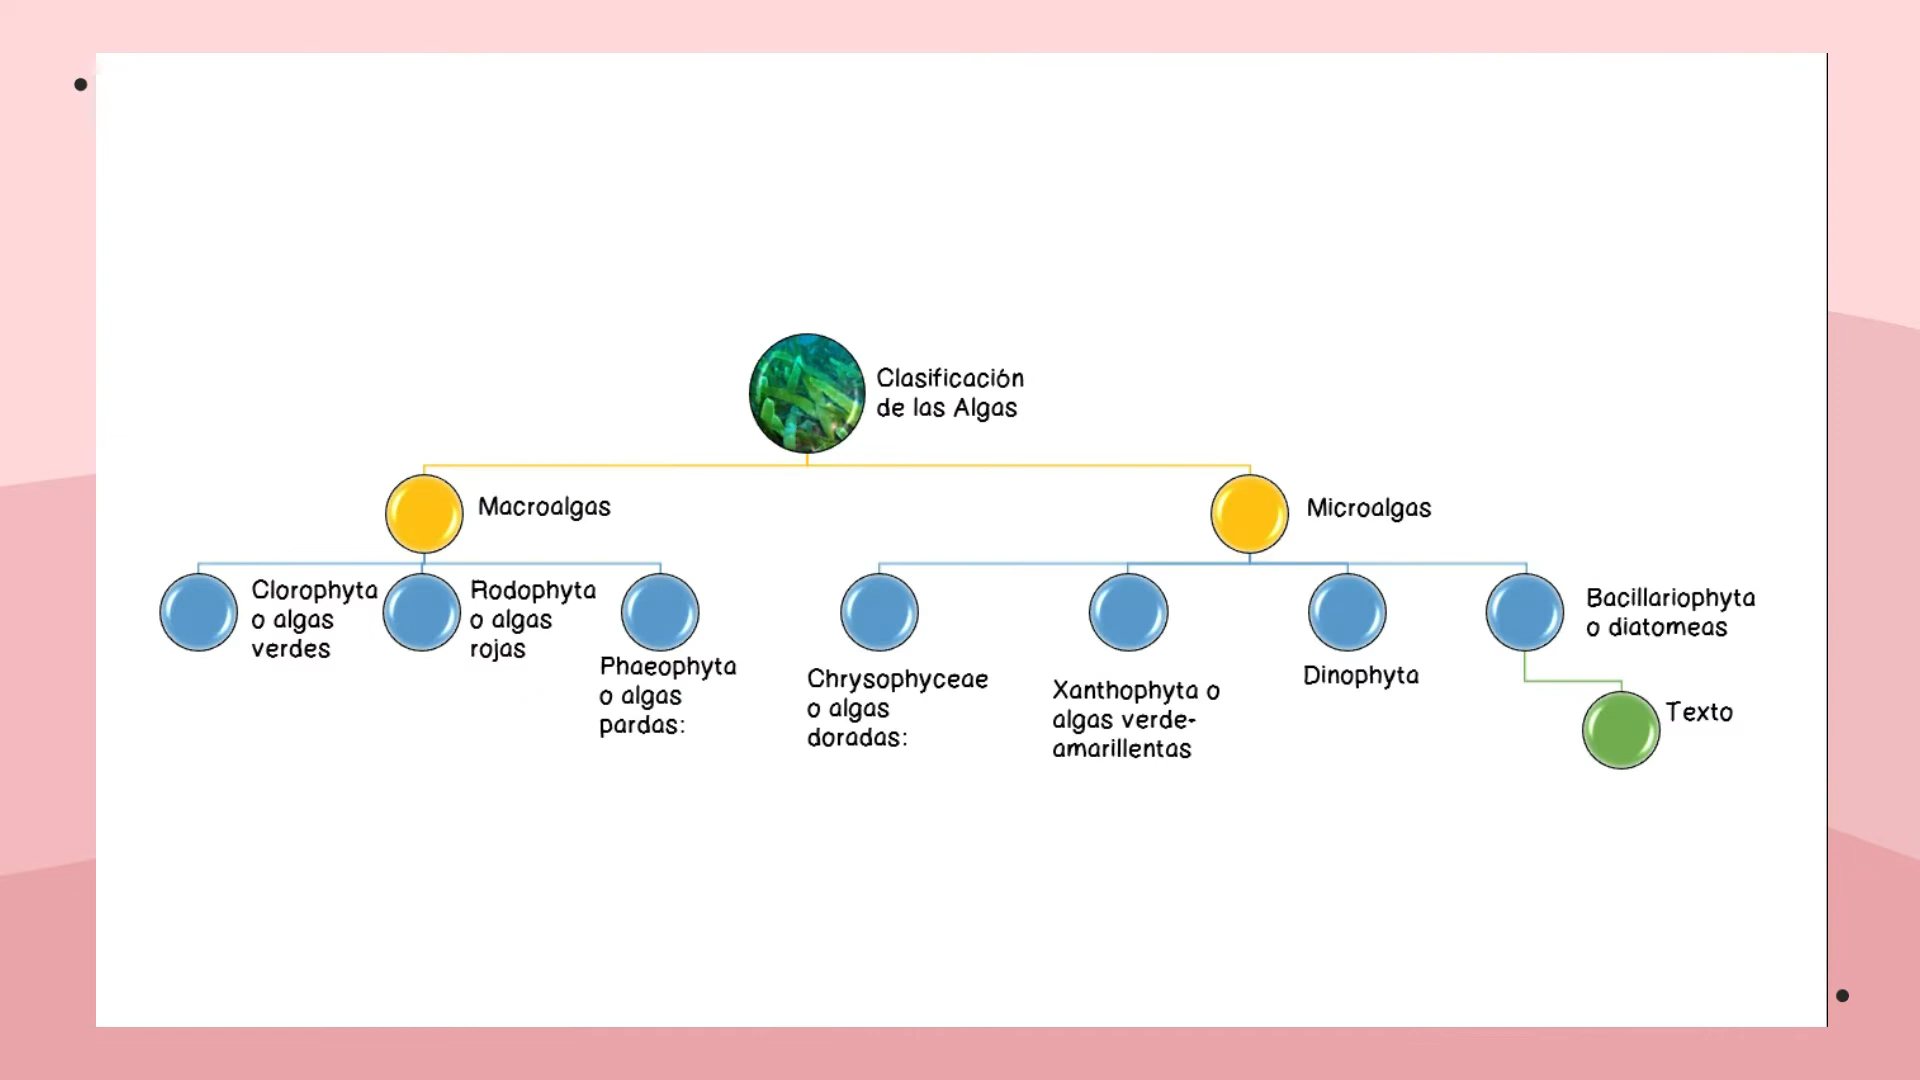 Clasificación
de las Algas
Macroalgas
Microalgas
Clorophyta
o algas
verdes
Rodophyta
o algas
rojas
Phaeophyta
o algas
pardas:
Chrysophyceae
o algas
doradas:
Xanthophyta o
algas verde-
amarillentas
Dinophyta
Bacillariophyta
o diatomeas
Texto